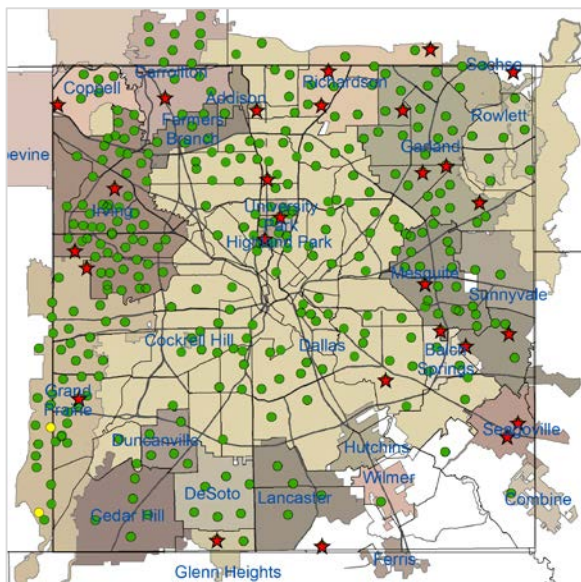 Sachse
Carrollton
Richardson
Coppell
Addison
Rowlett
Farmers
Branch
Garland
evine
Irving
University
Park
Highland Park
Mesquite
Sunnyvale
Cockrell Hill
Dallas
Balch
Springs
Grand
Prairie
Seagoville
Duncanville
Hutchins
Wilmer
DeSoto
Lancaster
Combine
Cedar Hill
Ferris
Glenn Heights